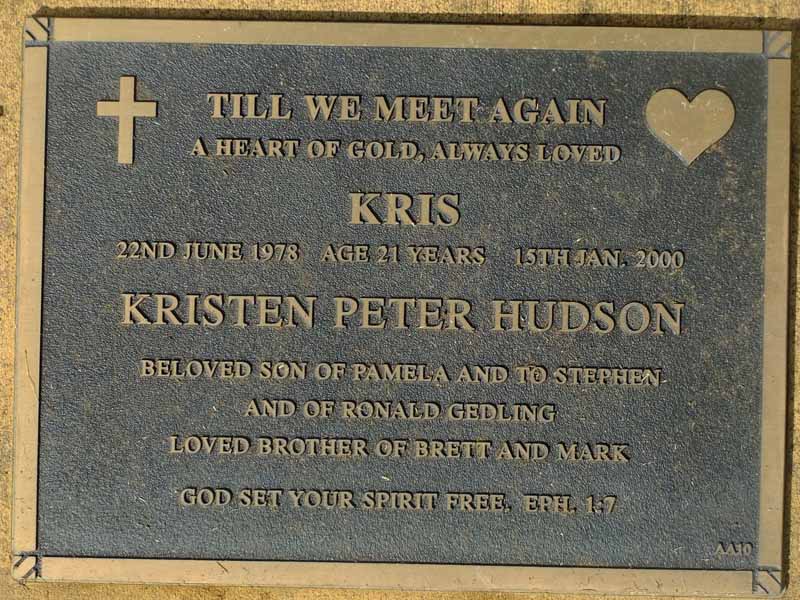 TILL WE MEET AGAIN
A HEART OF GOLD, ALWAYS LOVED
KRIS
22ND JUNE 1978 AGE 21 YEARS 15TH JAN. 2000
KRISTEN PETER HUDSON
BELOVED SON OF PAMELA AND TO STEPHEN
AND OF RONALD GEDLING
LOVED BROTHER OF BRETT AND MARK
GOD SET YOUR SPIRIT FREE. EPH. 1:7
AA10